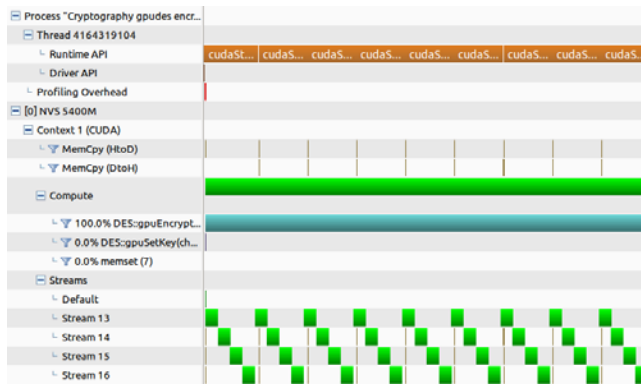 Process "Cryptography gpudes encr...
Thread 4164319104
Runtime API cudaSt... cudaS... cudaS... cudaS... cudaS... cudaS... cudaS... cudaS... cudaS.
Driver API
Profiling Overhead
[0] NVS 5400M
Context 1 (CUDA)
MemCpy (HtoD)
MemCpy (DtoH)
Compute
100.0% DES::gpuEncrypt...
0.0% DES::gpuSetKey(ch...
0.0% memset (7)
Streams
Default
Stream 13
Stream 14
Stream 15
Stream 16